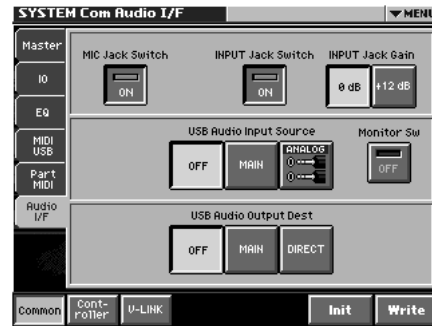 SYSTEM Com Audio I/F
MENU
Master
IO
EQ
MIDI
USB
Part
MIDI
Audio
I/F
MIC Jack Switch
ON
INPUT Jack Switch
ON
INPUT Jack Gain
0 dB
+12 dB
USB Audio Input Source
OFF
MAIN
ANALOG
Monitor Sw
OFF
USB Audio Output Dest
OFF
MAIN
DIRECT
Common
Cont-
roller
V-LINK
Init
Write